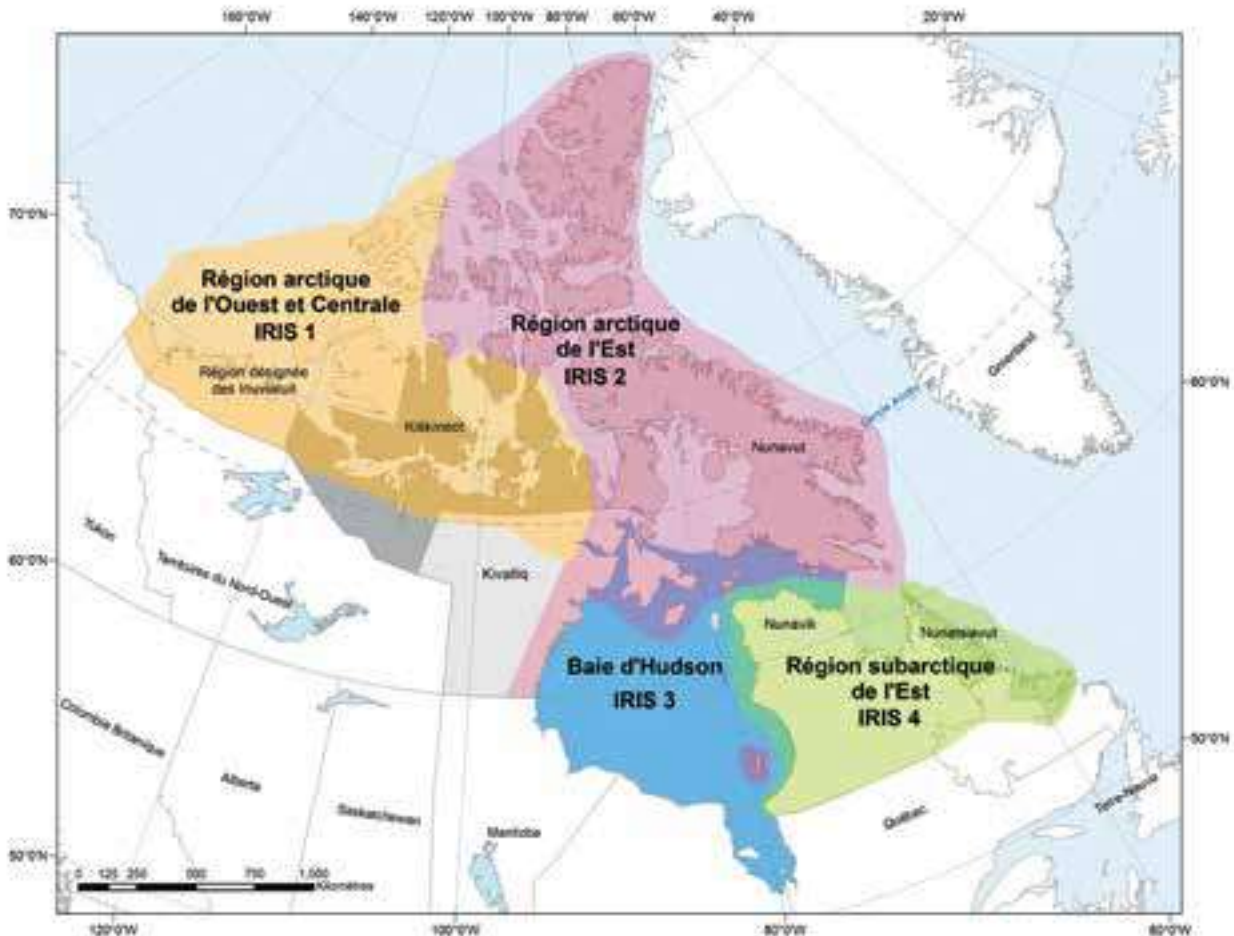 160°0'W
140°0'W
120°0'W
100°0'W
80°0'W
60°0'W
40°0'W
20°0'W
70°0'N
Région arctique
de l'Ouest et Centrale
IRIS 1
Région arctique
de l'Est
IRIS 2
Région désignée
des Inuvialuit
Kitikmeot
Nunavut
Groenland
60°0'N
60°0'N
Yukon
Territoires du Nord-Ouest
Kivalliq
Nunavik
Nunatsiavut
Baie d'Hudson
IRIS 3
Région subarctique
de l'Est
IRIS 4
Columbia Britanique
Alberta
Saskatchewan
Manitoba
Québec
Terre-Neuve
50°0'N
50°0'N
0 125 250 500 750 1,000
Kilomètres
120°0'W
100°0'W
80°0'W
60°0'W